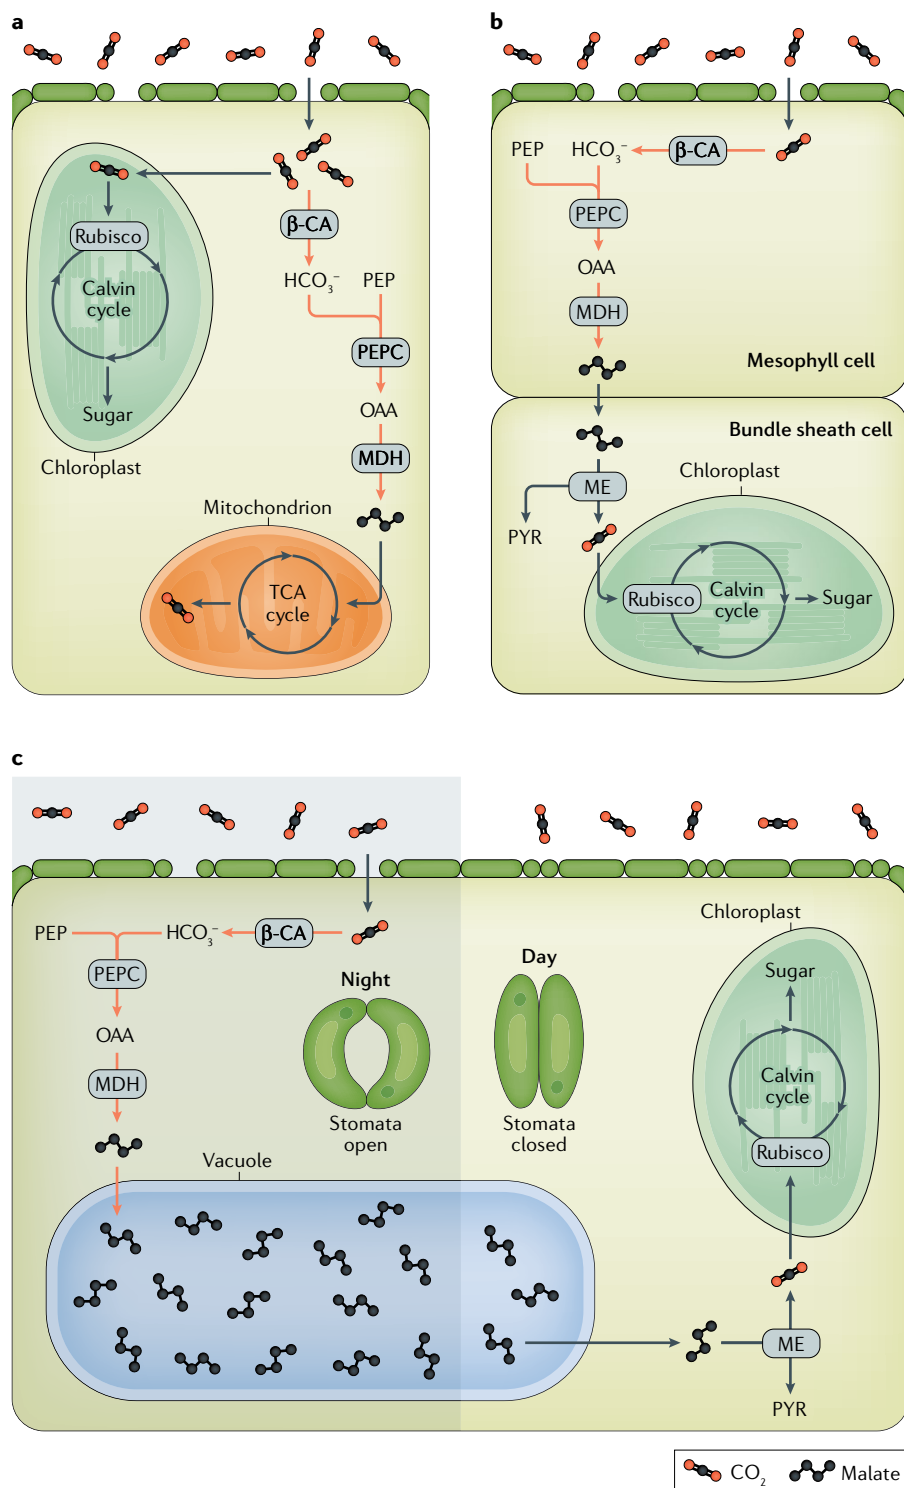 a
β-CA
Rubisco
HCO₃⁻ PEP
Calvin
cycle
PEPC
Sugar
OAA
Chloroplast
MDH
Mitochondrion
TCA
cycle
b
PEP HCO₃⁻ β-CA
PEPC
OAA
MDH
Mesophyll cell
Bundle sheath cell
Chloroplast
ME
PYR
Rubisco
Calvin
cycle
Sugar
c
PEP HCO₃⁻ β-CA
PEPC
OAA
MDH
Night
Stomata
open
Day
Stomata
closed
Vacuole
Chloroplast
Sugar
Calvin
cycle
Rubisco
ME
PYR
CO₂ Malate